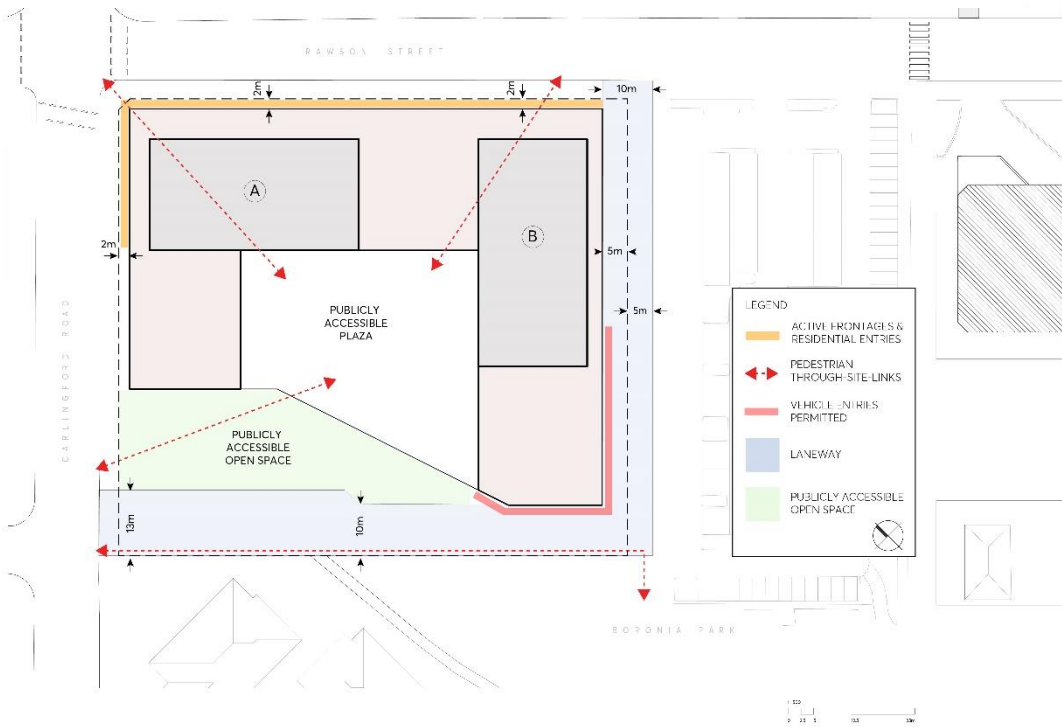 RAWSON STREET
2m
2m
10m
A
B
2m
5m
5m
CARLINGFORD ROAD
PUBLICLY
ACCESSIBLE
PLAZA
PUBLICLY
ACCESSIBLE
OPEN SPACE
13m
10m
BORONIA PARK
LEGEND
ACTIVE FRONTAGES &
RESIDENTIAL ENTRIES
PEDESTRIAN
THROUGH-SITE-LINKS
VEHICLE ENTRIES
PERMITTED
LANEWAY
PUBLICLY ACCESSIBLE
OPEN SPACE